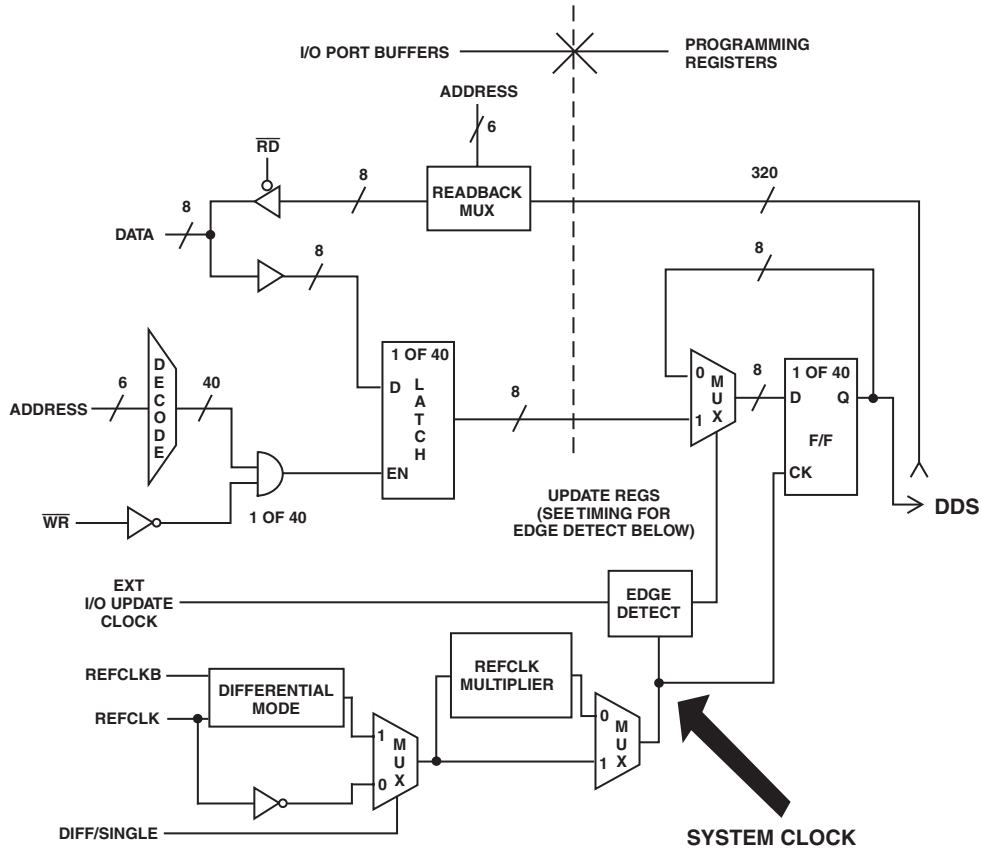 I/O PORT BUFFERS
PROGRAMMING
REGISTERS
ADDRESS
6
RD
8
READBACK
MUX
320
8
DATA
8
8
1 OF 40
D
LATCH
EN
ADDRESS
6
DECODE
40
8
0
1
MUX
8
1 OF 40
D
Q
F/F
CK
WR
1 OF 40
UPDATE REGS
(SEE TIMING FOR
EDGE DETECT BELOW)
DDS
EXT
I/O UPDATE
CLOCK
EDGE
DETECT
REFCLKB
REFCLK
DIFFERENTIAL
MODE
REFCLK
MULTIPLIER
1
0
MUX
0
1
MUX
DIFF/SINGLE
SYSTEM CLOCK